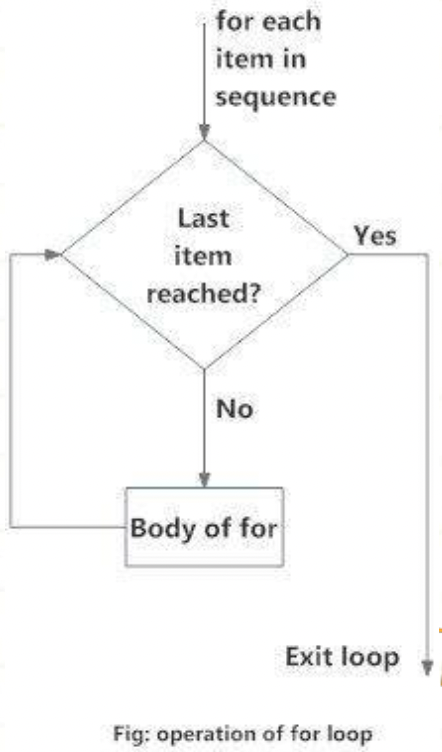 for each
item in
sequence
Last
item
reached?
Yes
No
Body of for
Exit loop
Fig: operation of for loop